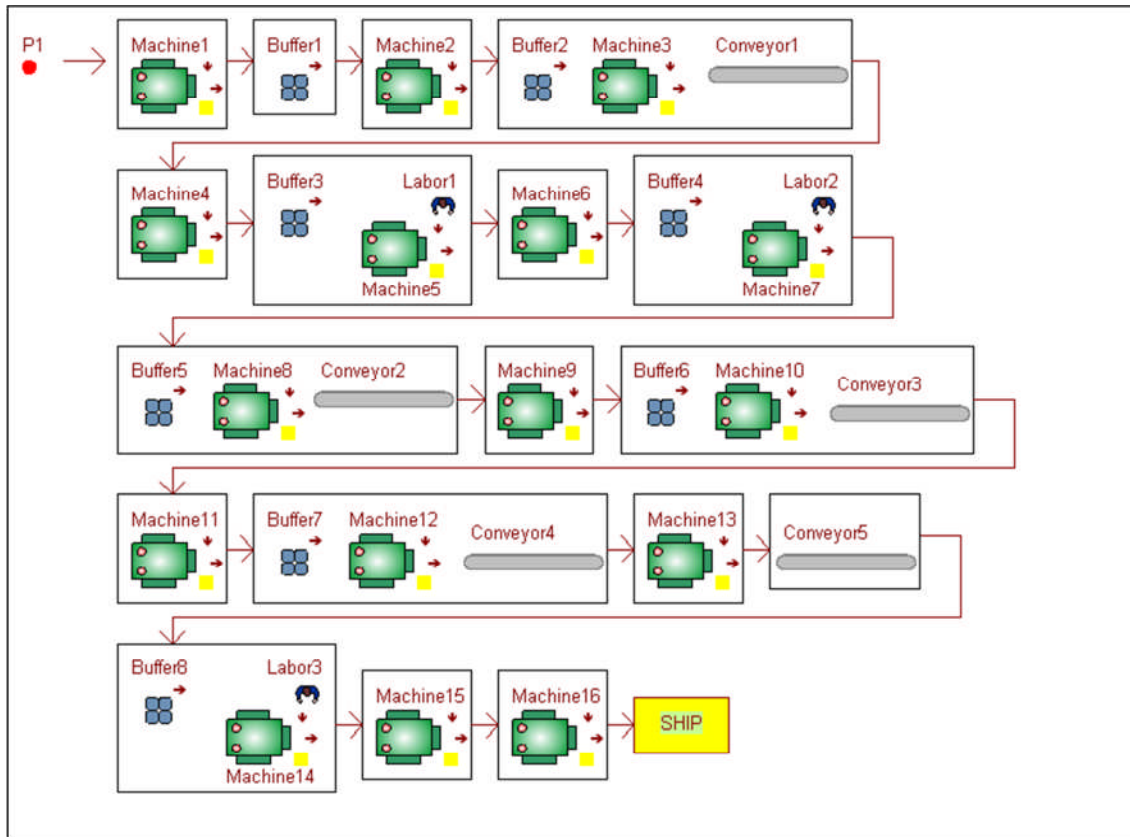 P1
Machine1
Buffer1
Machine2
Buffer2
Machine3
Conveyor1
Machine4
Buffer3
Labor1
Machine5
Machine6
Buffer4
Labor2
Machine7
Buffer5
Machine8
Conveyor2
Machine9
Buffer6
Machine10
Conveyor3
Machine11
Buffer7
Machine12
Conveyor4
Machine13
Conveyor5
Buffer8
Labor3
Machine14
Machine15
Machine16
SHIP